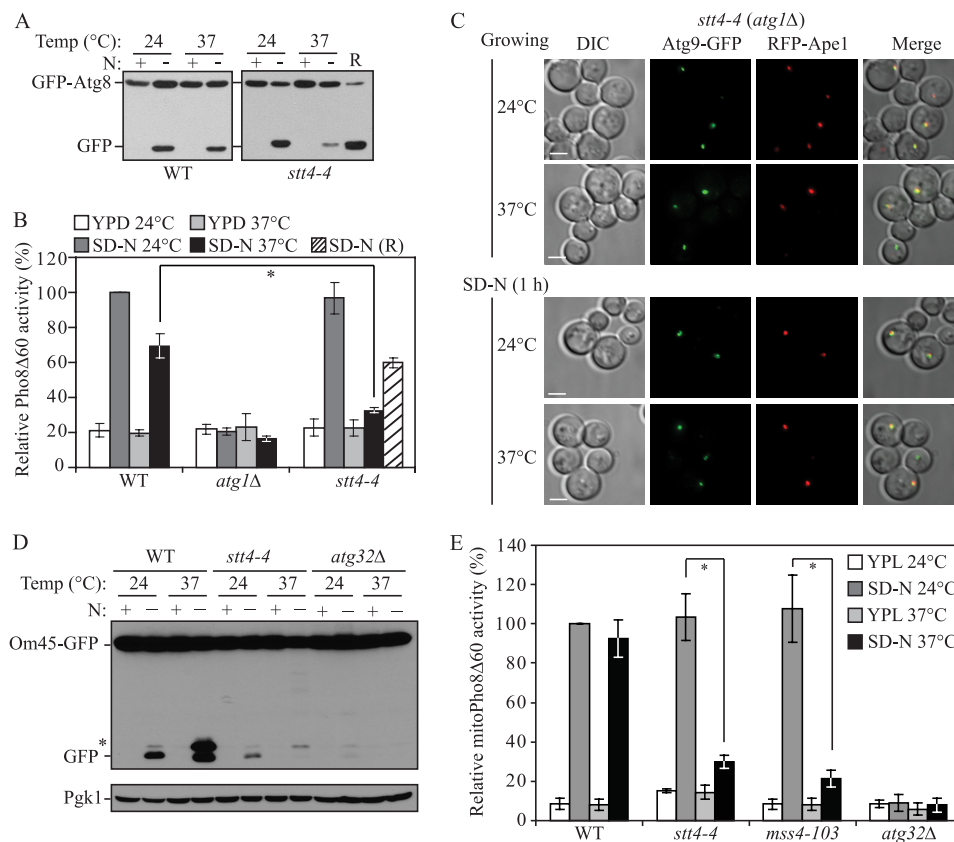 A
Temp (°C): 24 37 24 37
N: + − + − + − + − R
GFP-Atg8
GFP
WT stt4-4
B
YPD 24°C YPD 37°C
SD-N 24°C SD-N 37°C SD-N (R)
Relative Pho8Δ60 activity (%)
120
100
80
60
40
20
0
*
WT atg1Δ stt4-4
C
stt4-4 (atg1Δ)
Growing DIC Atg9-GFP RFP-Ape1 Merge
24°C
37°C
SD-N (1 h)
24°C
37°C
D
WT stt4-4 atg32Δ
Temp (°C): 24 37 24 37 24 37
N: + − + − + − + − + − + −
Om45-GFP
*
GFP
Pgk1
E
Relative mitoPho8Δ60 activity (%)
140
120
100
80
60
40
20
0
* *
YPL 24°C
SD-N 24°C
YPL 37°C
SD-N 37°C
WT stt4-4 mss4-103 atg32Δ